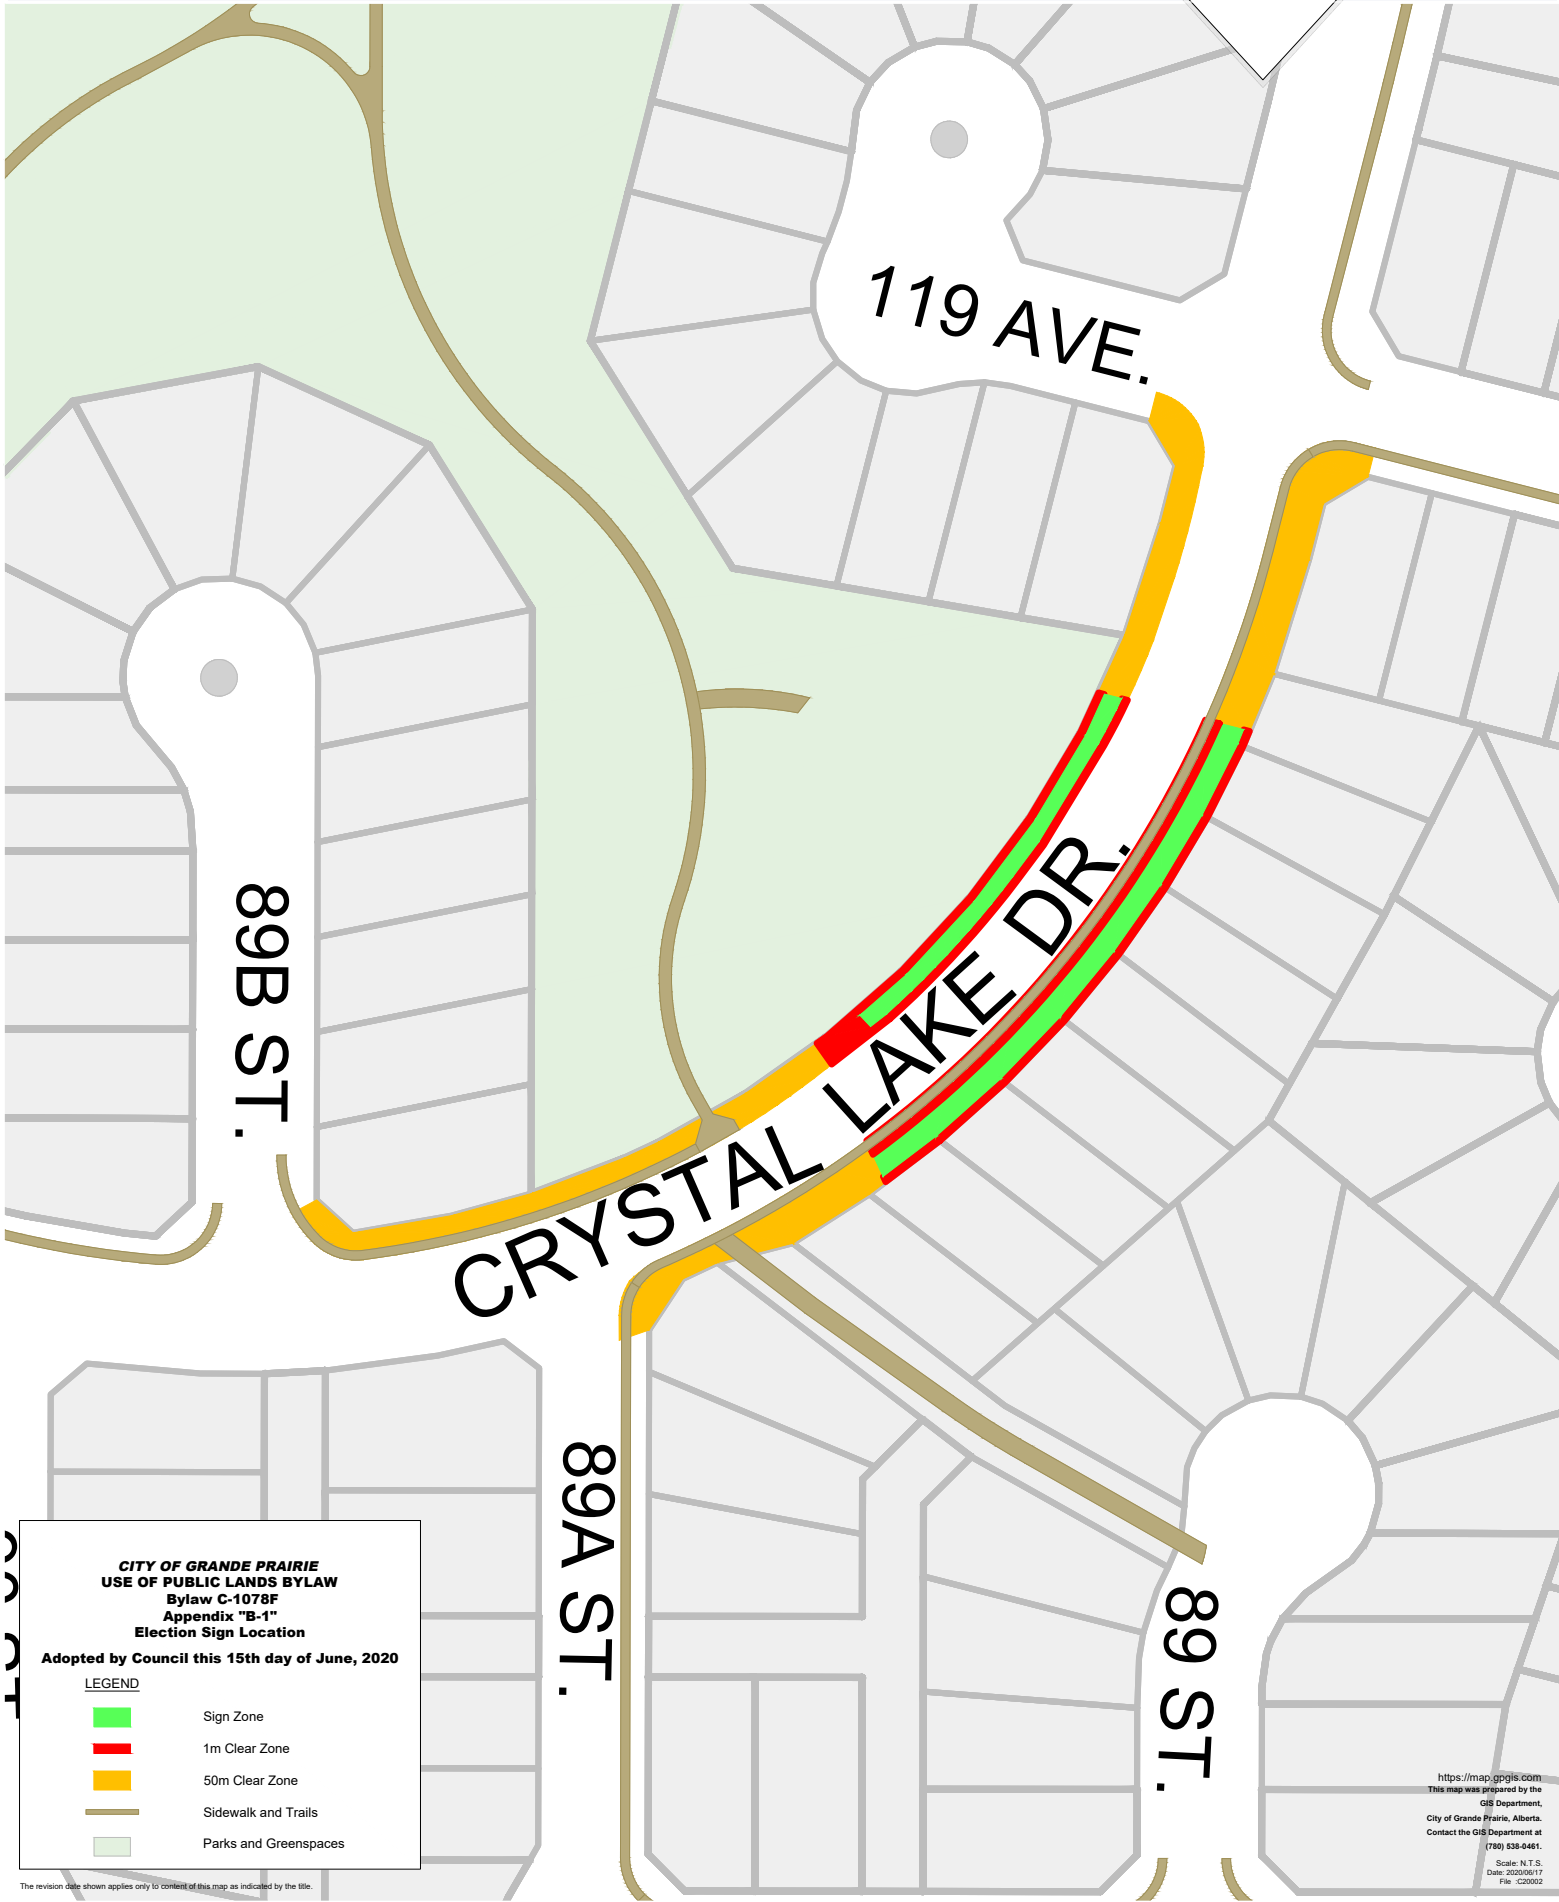 119 AVE.
CRYSTAL LAKE DR.
89B ST.
89A ST.
89 ST.
CITY OF GRANDE PRAIRIE
USE OF PUBLIC LANDS BYLAW
Bylaw C-1078F
Appendix "B-1"
Election Sign Location
Adopted by Council this 15th day of June, 2020
LEGEND
Sign Zone
1m Clear Zone
50m Clear Zone
Sidewalk and Trails
Parks and Greenspaces
The revision date shown applies only to content of this map as indicated by the title.
https://map.gpgis.com
This map was prepared by the
GIS Department,
City of Grande Prairie, Alberta.
Contact the GIS Department at
(780) 538-0461.
Scale: N.T.S.
Date: 2020/06/17
File :C20002